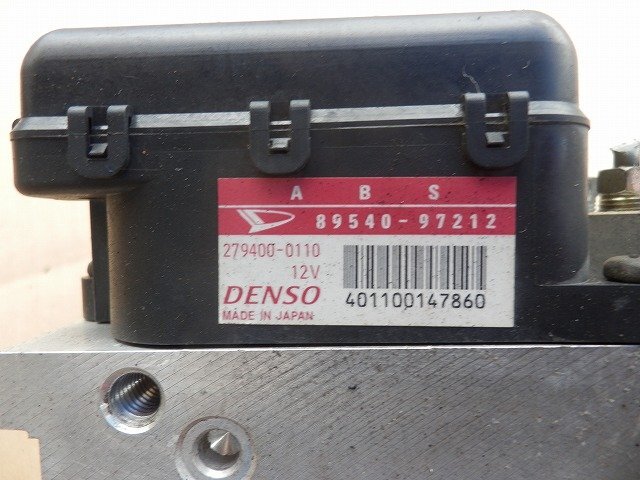 A B S
89540-97212
279400-0110
12V
DENSO
MADE IN JAPAN
401100147860